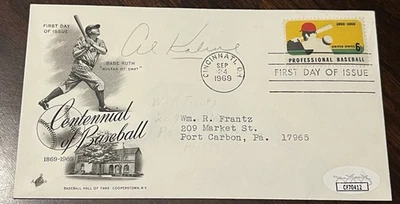 FIRST DAY
OF ISSUE
BABE RUTH
"SULTAN OF SWAT"
Al Kaline
Centennial
of Baseball
1869-1969
BASEBALL HALL OF FAME · COOPERSTOWN, N.Y.
CINCINNATI, OH
SEP
24
1969
1869-1969
UNITED STATES 6c
PROFESSIONAL BASEBALL
FIRST DAY OF ISSUE
Wm. R. Frantz
209 Market St.
Port Carbon, Pa. 17965
JSA
CF70412